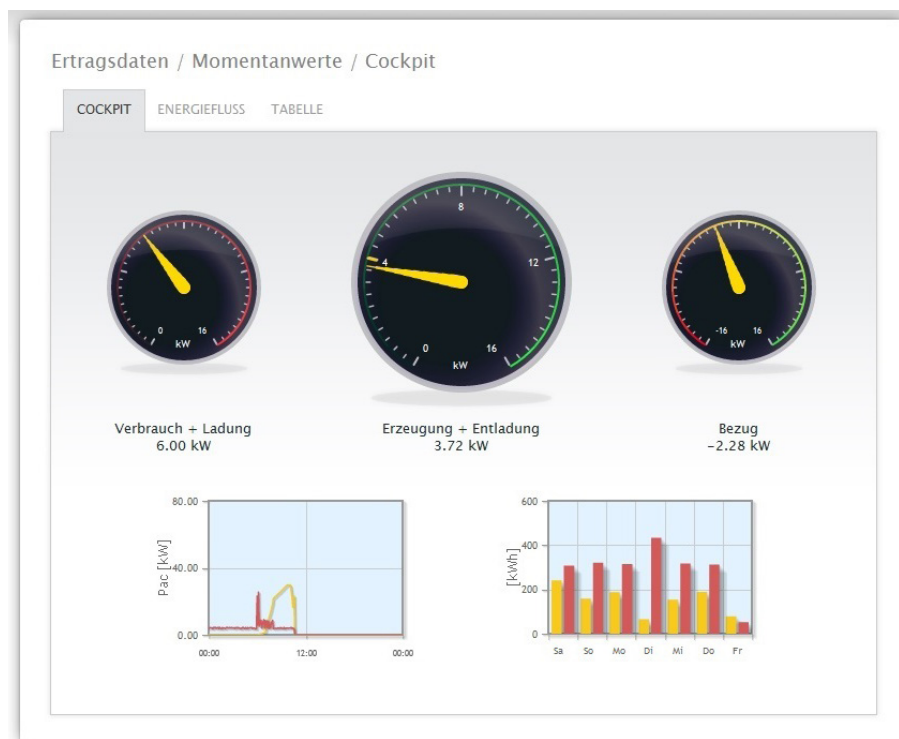 Ertragsdaten / Momentanwerte / Cockpit
COCKPIT ENERGIEFLUSS TABELLE
0 16
kW
4 8 12
0 16
kW
-16 16
kW
Verbrauch + Ladung
6.00 kW
Erzeugung + Entladung
3.72 kW
Bezug
-2.28 kW
Pac [kW]
80.00
40.00
0.00
00:00 12:00 00:00
[kWh]
600
400
200
0
Sa So Mo Di Mi Do Fr